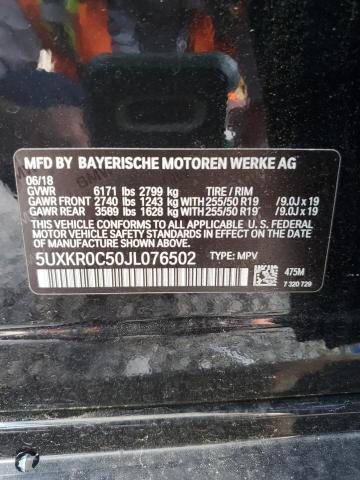 MFD BY BAYERISCHE MOTOREN WERKE AG
06/18
GVWR 6171 lbs 2799 kg TIRE / RIM
GAWR FRONT 2740 lbs 1243 kg WITH 255/50 R19 /9.0J x 19
GAWR REAR 3589 lbs 1628 kg WITH 255/50 R19 /9.0J x 19
THIS VEHICLE CONFORMS TO ALL APPLICABLE U.S. FEDERAL
MOTOR VEHICLE SAFETY STANDARDS IN EFFECT ON THE
DATE OF MANUFACTURE SHOWN ABOVE.
5UXKR0C50JL076502 TYPE: MPV
475M
7 320 729